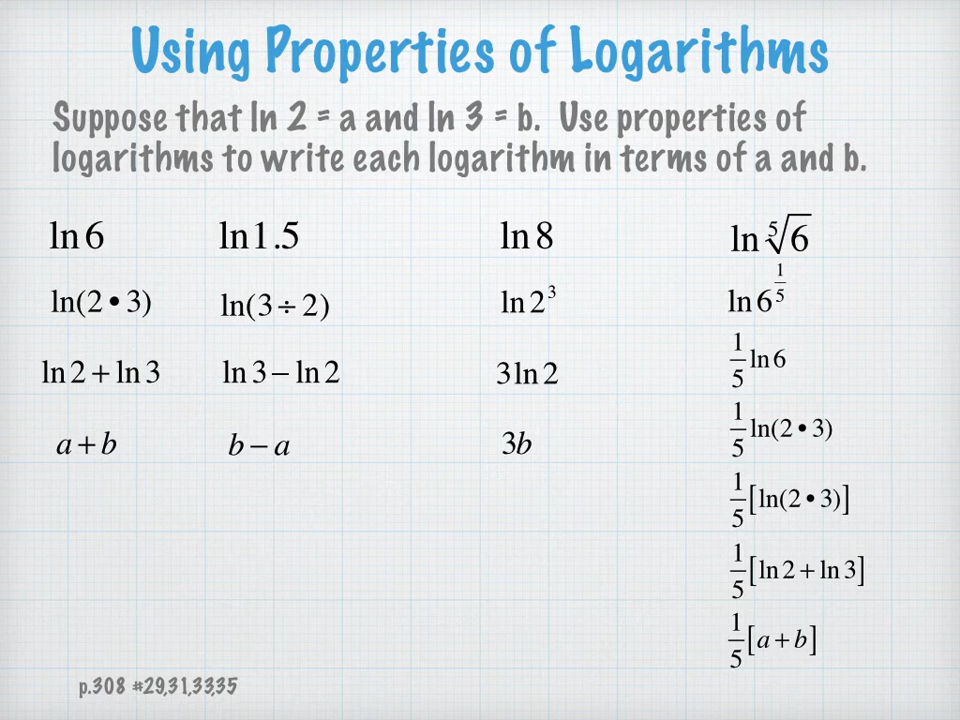 Using Properties of Logarithms
Suppose that ln 2 = a and ln 3 = b. Use properties of
logarithms to write each logarithm in terms of a and b.
ln 6
ln(2 • 3)
ln 2 + ln 3
a + b
ln 1.5
ln(3 ÷ 2)
ln 3 − ln 2
b − a
ln 8
ln 2³
3 ln 2
3b
ln ⁵√6
ln 6^(1/5)
1/5 ln 6
1/5 ln(2 • 3)
1/5 [ln(2 • 3)]
1/5 [ln 2 + ln 3]
1/5 [a + b]
p.308 #29,31,33,35